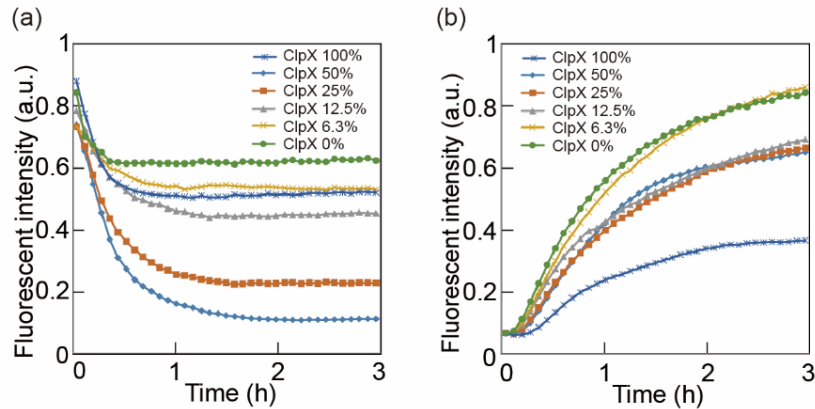 (a)
Fluorescent intensity (a.u.)
1
0.8
0.6
0.4
0.2
0
ClpX 100%
ClpX 50%
ClpX 25%
ClpX 12.5%
ClpX 6.3%
ClpX 0%
0 1 2 3
Time (h)
(b)
Fluorescent intensity (a.u.)
1
0.8
0.6
0.4
0.2
0
ClpX 100%
ClpX 50%
ClpX 25%
ClpX 12.5%
ClpX 6.3%
ClpX 0%
0 1 2 3
Time (h)